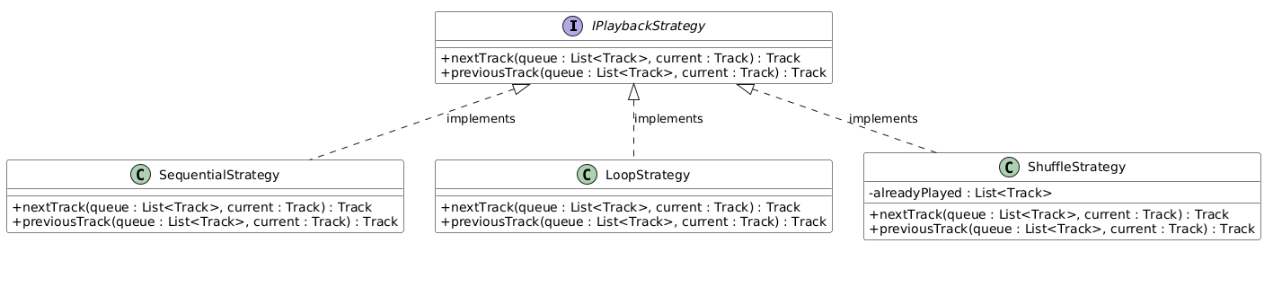 I IPlaybackStrategy
+nextTrack(queue : List<Track>, current : Track) : Track
+previousTrack(queue : List<Track>, current : Track) : Track
implements
implements
implements
C SequentialStrategy
+nextTrack(queue : List<Track>, current : Track) : Track
+previousTrack(queue : List<Track>, current : Track) : Track
C LoopStrategy
+nextTrack(queue : List<Track>, current : Track) : Track
+previousTrack(queue : List<Track>, current : Track) : Track
C ShuffleStrategy
-alreadyPlayed : List<Track>
+nextTrack(queue : List<Track>, current : Track) : Track
+previousTrack(queue : List<Track>, current : Track) : Track